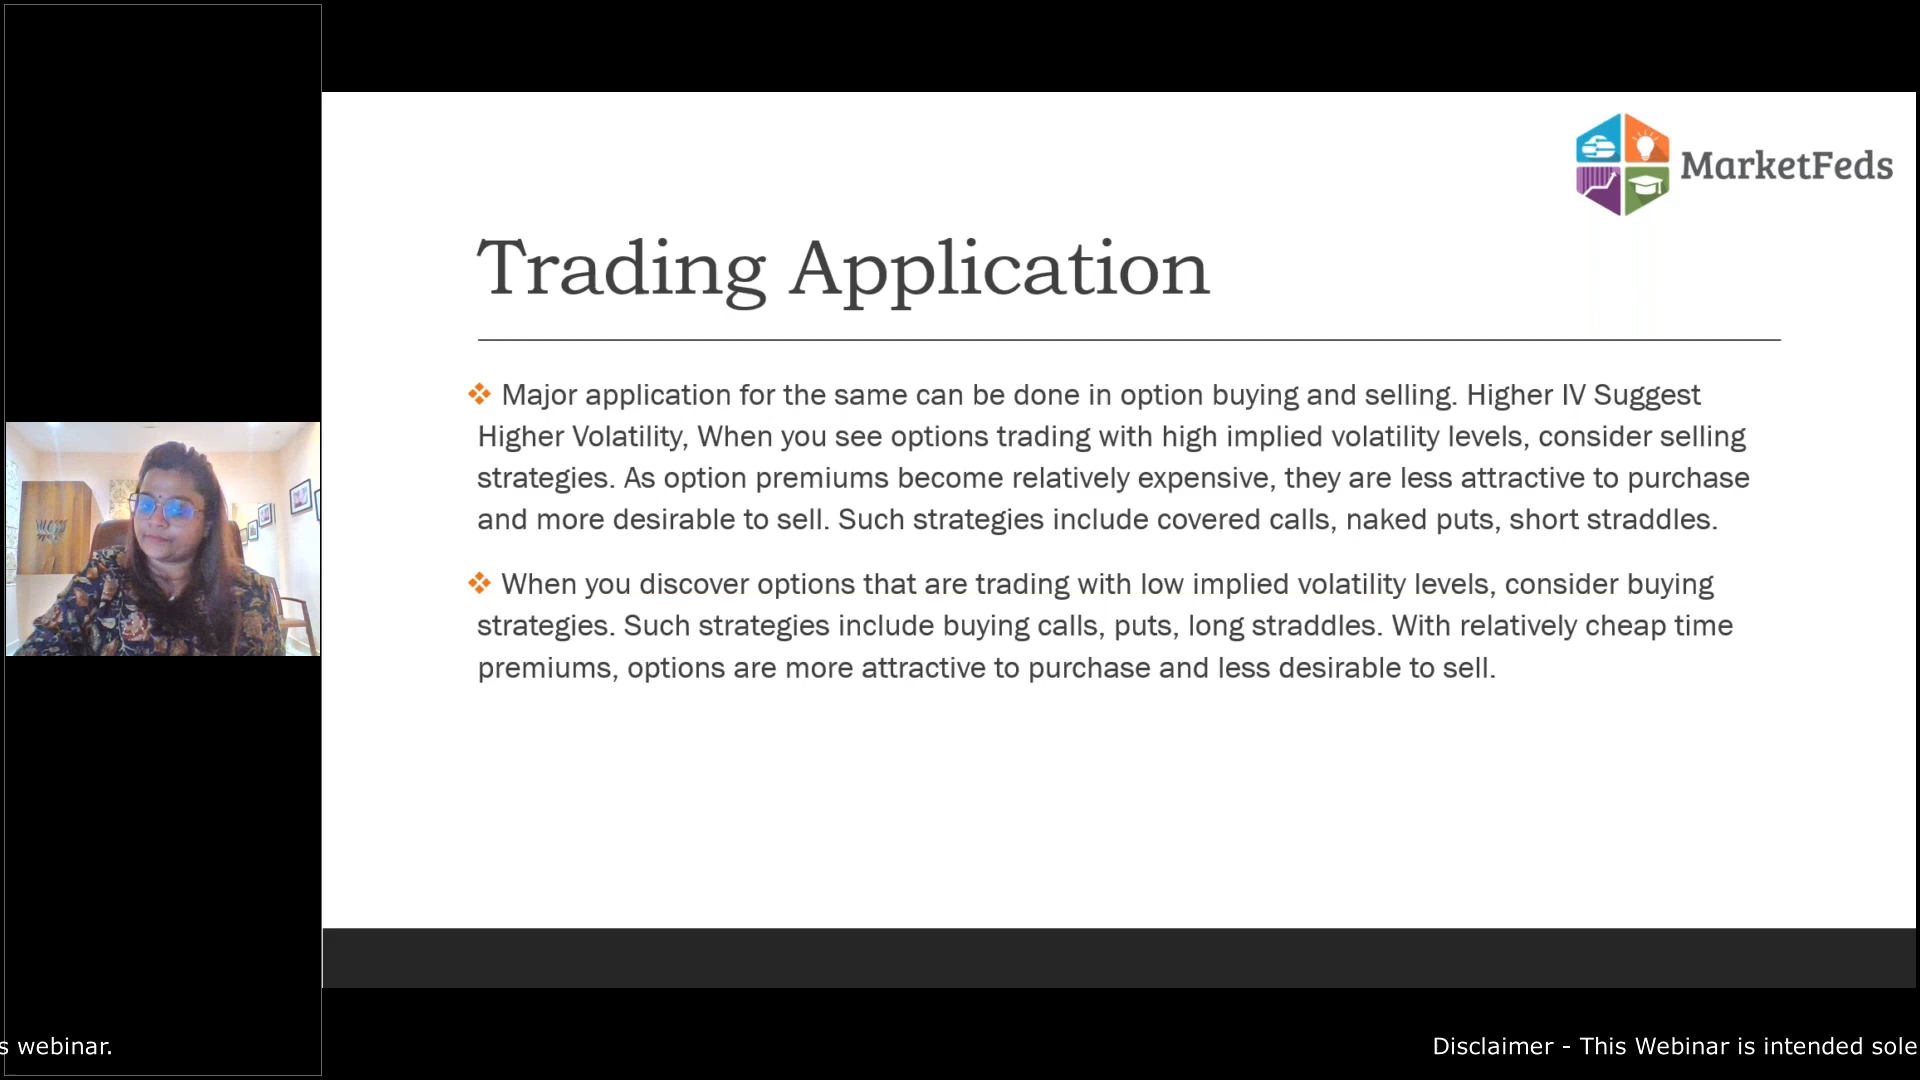 MarketFeds
Trading Application
Major application for the same can be done in option buying and selling. Higher IV Suggest
Higher Volatility, When you see options trading with high implied volatility levels, consider selling
strategies. As option premiums become relatively expensive, they are less attractive to purchase
and more desirable to sell. Such strategies include covered calls, naked puts, short straddles.
When you discover options that are trading with low implied volatility levels, consider buying
strategies. Such strategies include buying calls, puts, long straddles. With relatively cheap time
premiums, options are more attractive to purchase and less desirable to sell.
s webinar.
Disclaimer - This Webinar is intended sole